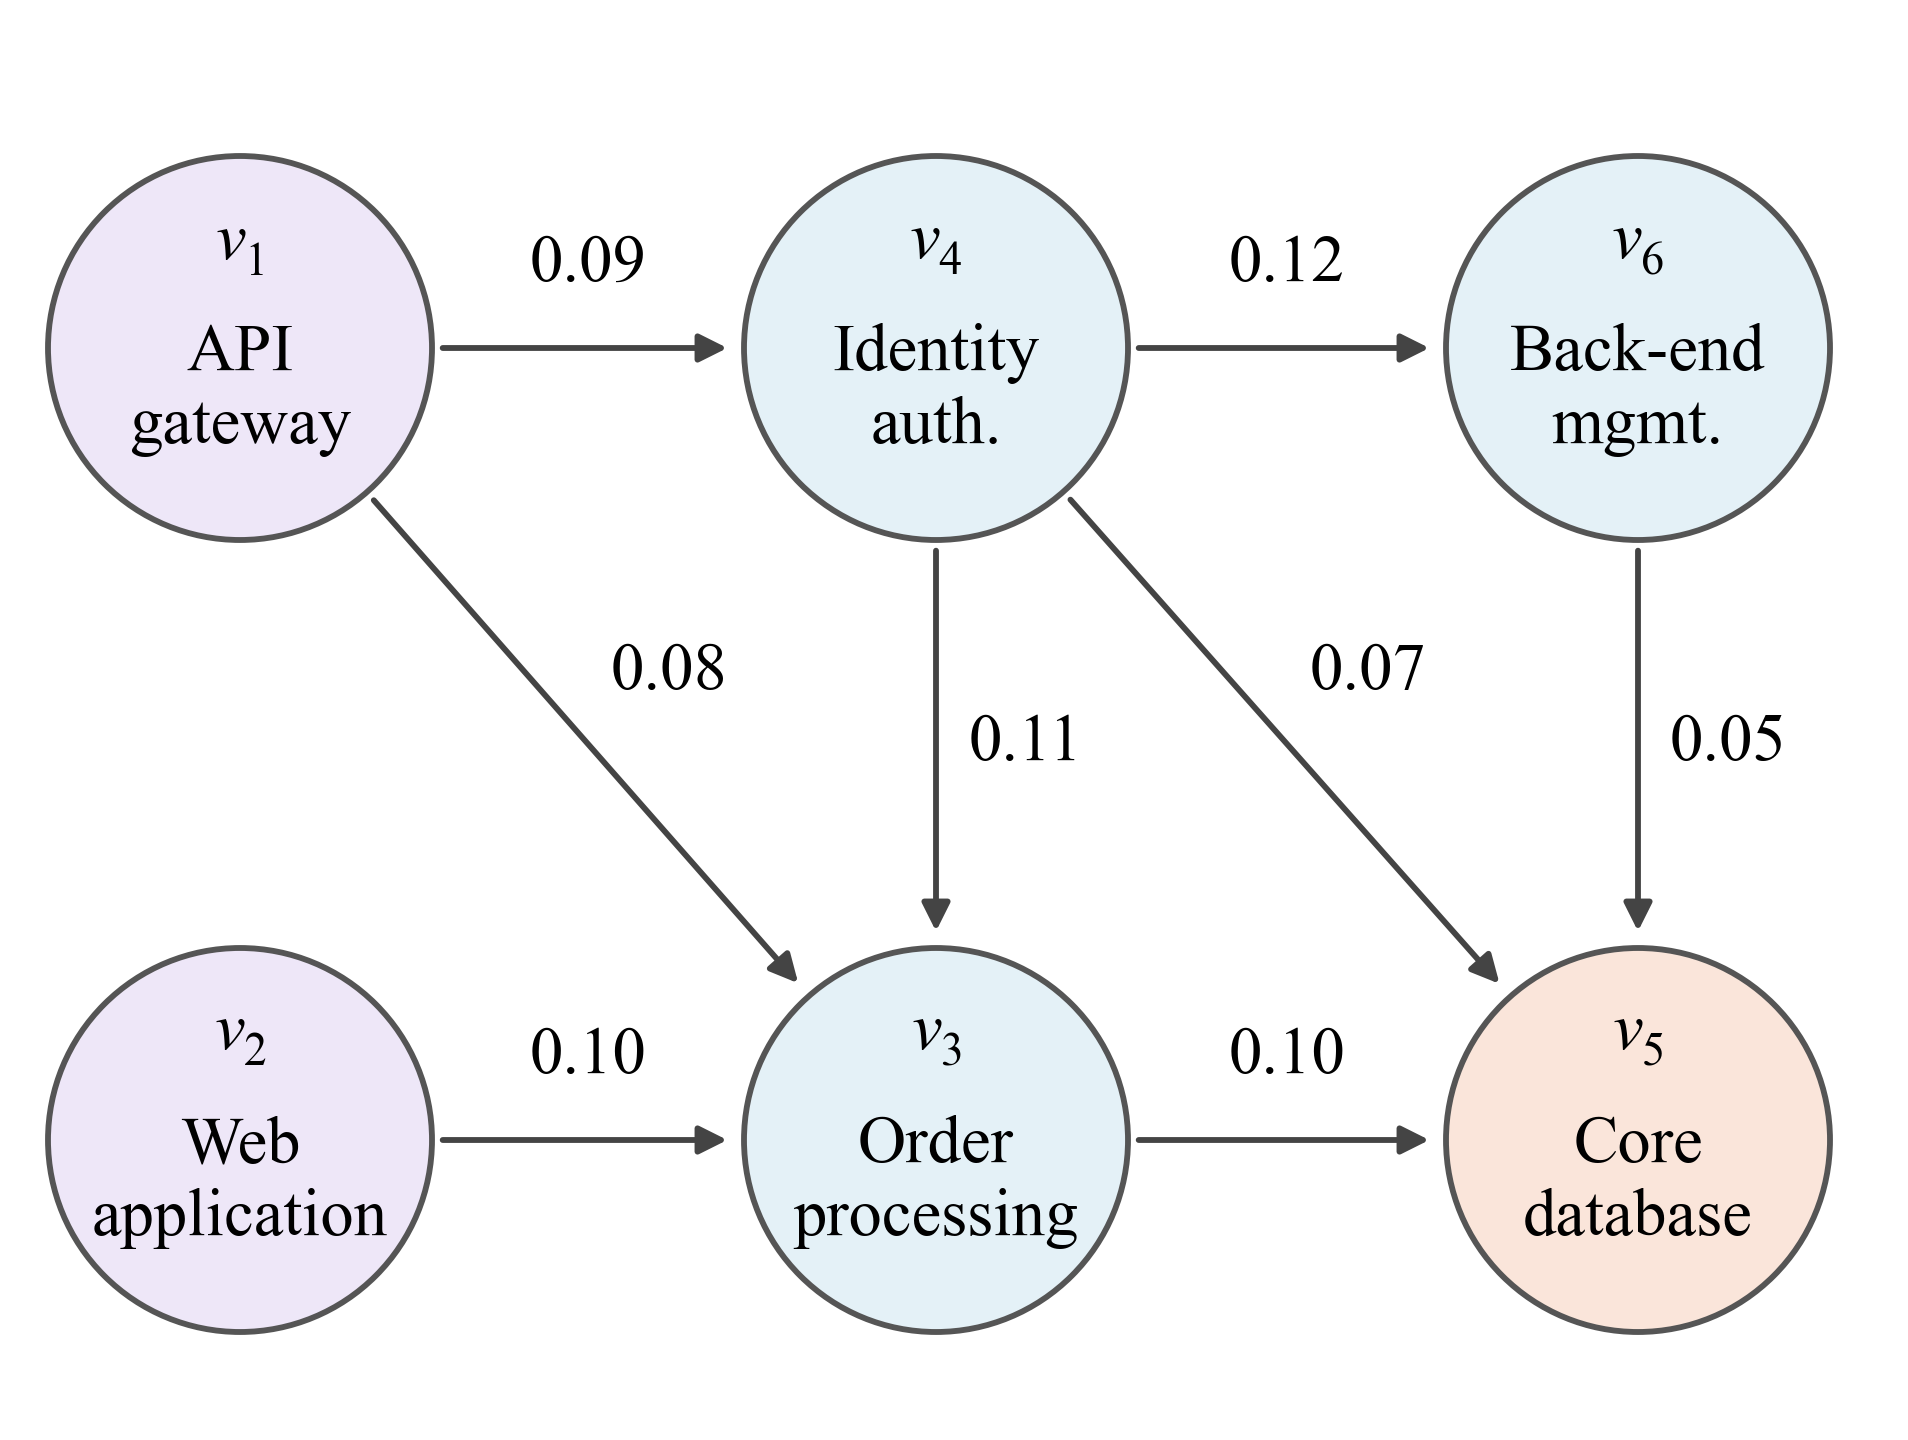 v1
API
gateway
0.09
v4
Identity
auth.
0.12
v6
Back-end
mgmt.
0.08
0.11
0.07
0.05
v2
Web
application
0.10
v3
Order
processing
0.10
v5
Core
database